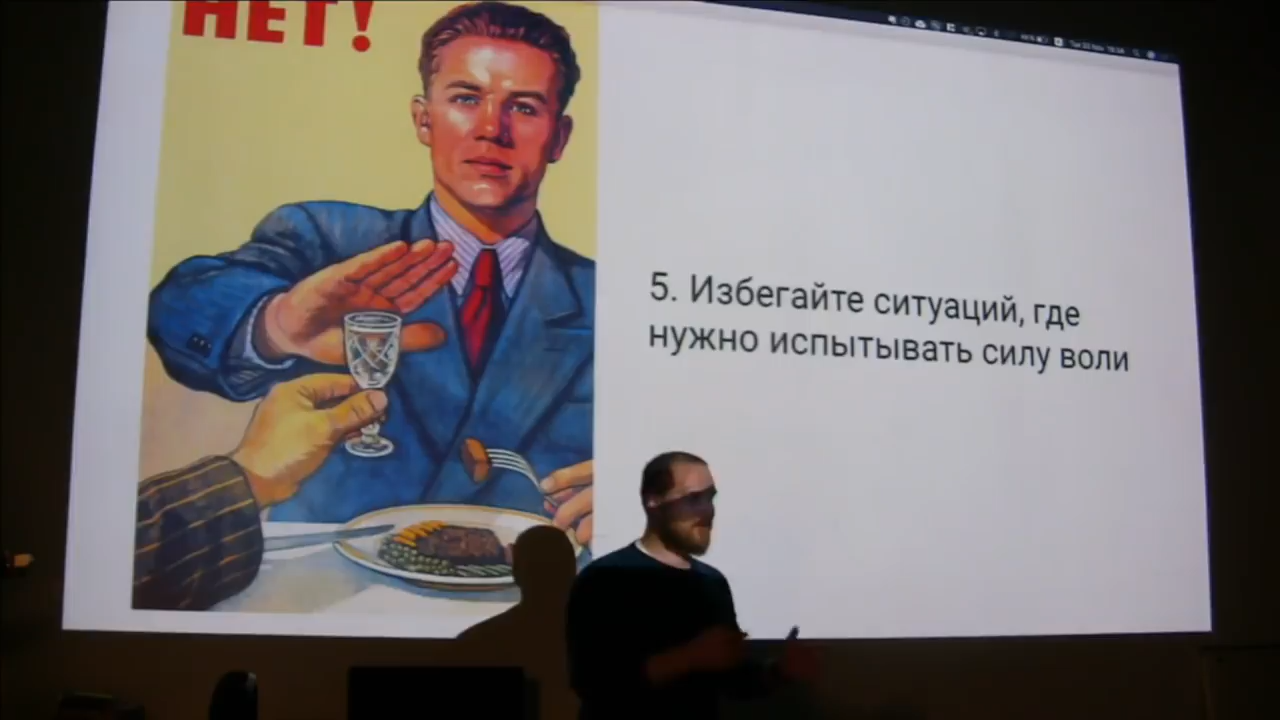 НЕТ!
5. Избегайте ситуаций, где
нужно испытывать силу воли